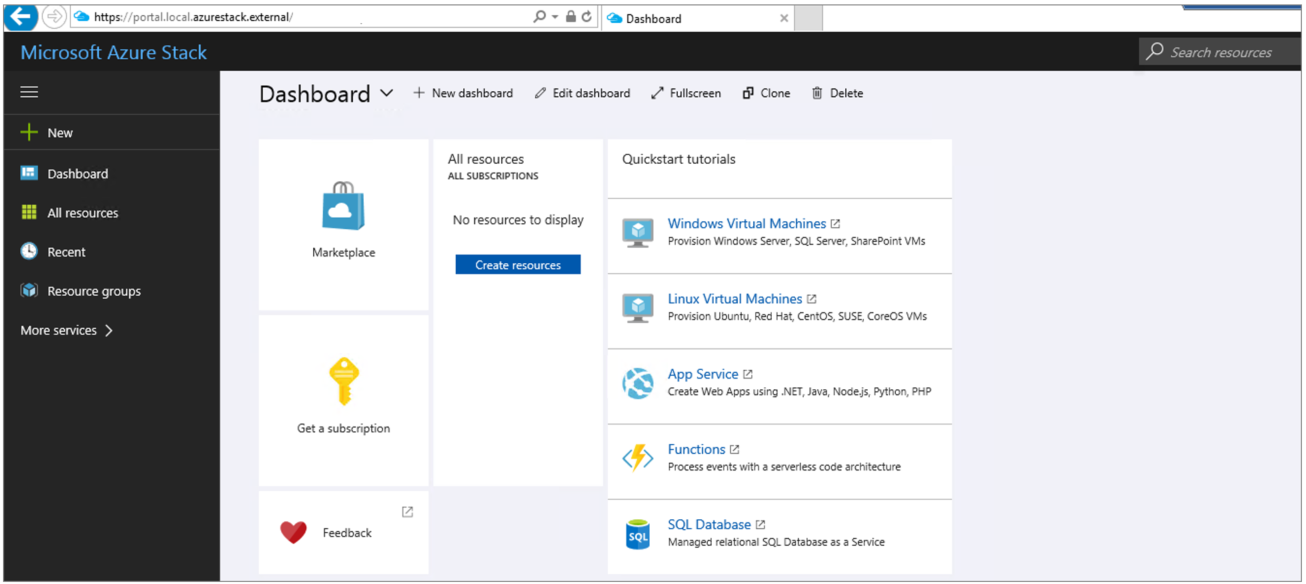 https://portal.local.azurestack.external/
Dashboard
Microsoft Azure Stack
Search resources
New
Dashboard
All resources
Recent
Resource groups
More services
Dashboard
New dashboard
Edit dashboard
Fullscreen
Clone
Delete
Marketplace
Get a subscription
Feedback
All resources
ALL SUBSCRIPTIONS
No resources to display
Create resources
Quickstart tutorials
Windows Virtual Machines
Provision Windows Server, SQL Server, SharePoint VMs
Linux Virtual Machines
Provision Ubuntu, Red Hat, CentOS, SUSE, CoreOS VMs
App Service
Create Web Apps using .NET, Java, Node.js, Python, PHP
Functions
Process events with a serverless code architecture
SQL
SQL Database
Managed relational SQL Database as a Service